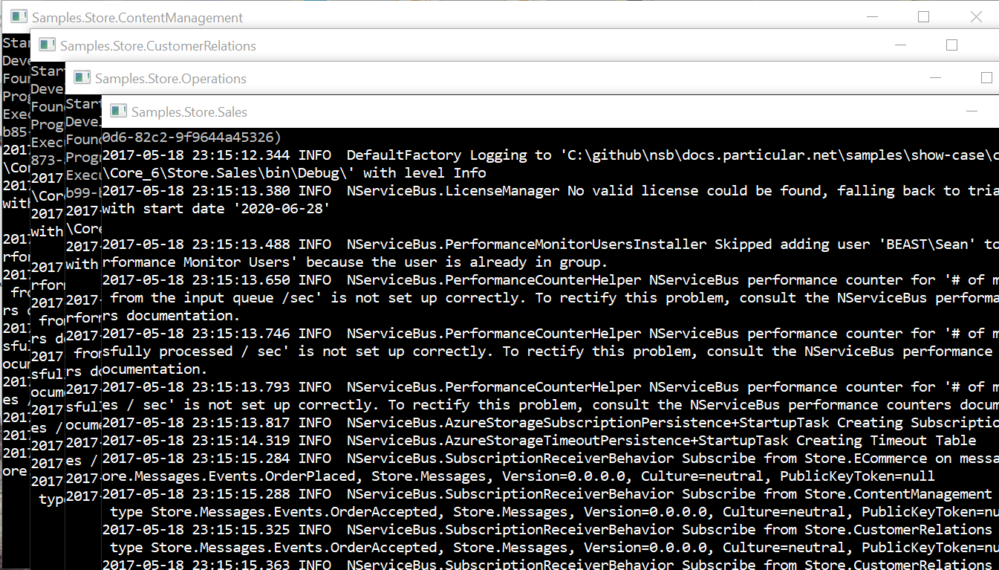 Samples.Store.ContentManagement
Samples.Store.CustomerRelations
Samples.Store.Operations
Samples.Store.Sales
0d6-82c2-9f9644a45326)
2017-05-18 23:15:12.344 INFO  DefaultFactory Logging to 'C:\github\nsb\docs.particular.net\samples\show-case\
\Core_6\Store.Sales\bin\Debug\' with level Info
2017-05-18 23:15:13.380 INFO  NServiceBus.LicenseManager No valid license could be found, falling back to tria
with start date '2020-06-28'
2017-05-18 23:15:13.488 INFO  NServiceBus.PerformanceMonitorUsersInstaller Skipped adding user 'BEAST\Sean' to
rformance Monitor Users' because the user is already in group.
2017-05-18 23:15:13.650 INFO  NServiceBus.PerformanceCounterHelper NServiceBus performance counter for '# of m
from the input queue /sec' is not set up correctly. To rectify this problem, consult the NServiceBus performa
rs documentation.
2017-05-18 23:15:13.746 INFO  NServiceBus.PerformanceCounterHelper NServiceBus performance counter for '# of m
sfully processed / sec' is not set up correctly. To rectify this problem, consult the NServiceBus performance
ocumentation.
2017-05-18 23:15:13.793 INFO  NServiceBus.PerformanceCounterHelper NServiceBus performance counter for '# of m
es / sec' is not set up correctly. To rectify this problem, consult the NServiceBus performance counters docum
2017-05-18 23:15:13.817 INFO  NServiceBus.AzureStorageSubscriptionPersistence+StartupTask Creating Subscriptio
2017-05-18 23:15:14.319 INFO  NServiceBus.AzureStorageTimeoutPersistence+StartupTask Creating Timeout Table
2017-05-18 23:15:15.284 INFO  NServiceBus.SubscriptionReceiverBehavior Subscribe from Store.ECommerce on messa
ore.Messages.Events.OrderPlaced, Store.Messages, Version=0.0.0.0, Culture=neutral, PublicKeyToken=null
2017-05-18 23:15:15.288 INFO  NServiceBus.SubscriptionReceiverBehavior Subscribe from Store.ContentManagement
type Store.Messages.Events.OrderAccepted, Store.Messages, Version=0.0.0.0, Culture=neutral, PublicKeyToken=nu
2017-05-18 23:15:15.325 INFO  NServiceBus.SubscriptionReceiverBehavior Subscribe from Store.CustomerRelations
type Store.Messages.Events.OrderAccepted, Store.Messages, Version=0.0.0.0, Culture=neutral, PublicKeyToken=nu
2017-05-18 23:15:15.363 INFO  NServiceBus.SubscriptionReceiverBehavior Subscribe from Store.CustomerRelations